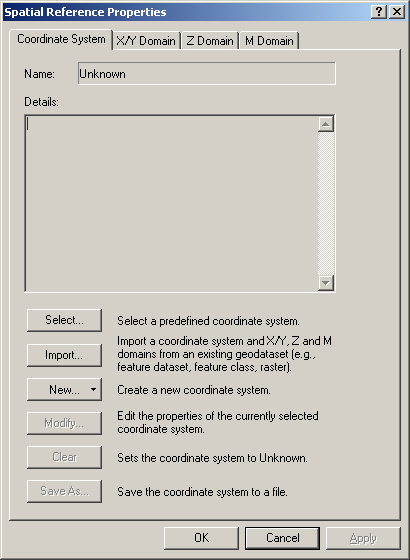 Spatial Reference Properties
Coordinate System X/Y Domain Z Domain M Domain
Name: Unknown
Details:
Select... Select a predefined coordinate system.
Import... Import a coordinate system and X/Y, Z and M
domains from an existing geodataset (e.g.,
feature dataset, feature class, raster).
New... Create a new coordinate system.
Modify... Edit the properties of the currently selected
coordinate system.
Clear Sets the coordinate system to Unknown.
Save As... Save the coordinate system to a file.
OK Cancel Apply